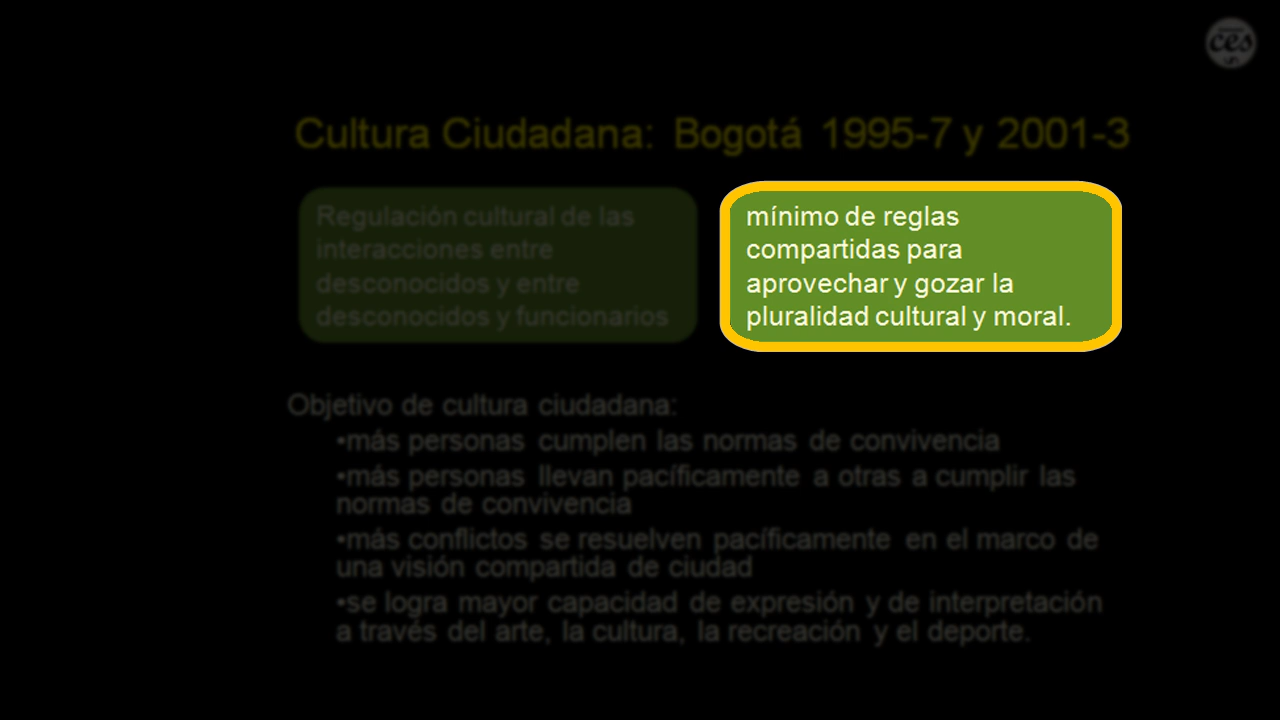 ces
Cultura Ciudadana: Bogotá 1995-7 y 2001-3
Regulación cultural de las
interacciones entre
desconocidos y entre
desconocidos y funcionarios
mínimo de reglas
compartidas para
aprovechar y gozar la
pluralidad cultural y moral.
Objetivo de cultura ciudadana:
•más personas cumplen las normas de convivencia
•más personas llevan pacíficamente a otras a cumplir las
normas de convivencia
•más conflictos se resuelven pacíficamente en el marco de
una visión compartida de ciudad
•se logra mayor capacidad de expresión y de interpretación
a través del arte, la cultura, la recreación y el deporte.